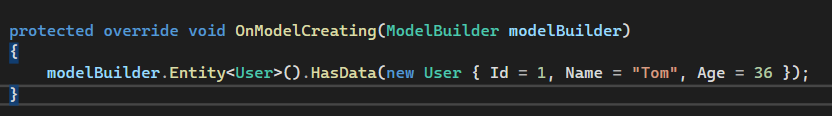 protected override void OnModelCreating(ModelBuilder modelBuilder)
{
    modelBuilder.Entity<User>().HasData(new User { Id = 1, Name = "Tom", Age = 36 });
}